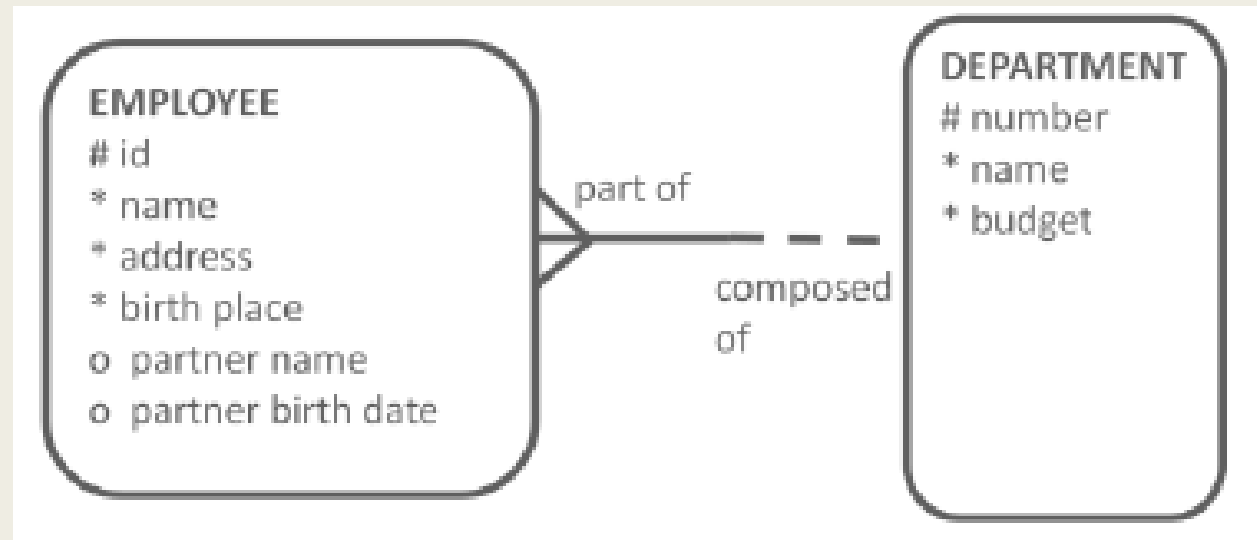 EMPLOYEE
# id
* name
* address
* birth place
o partner name
o partner birth date
part of
composed
of
DEPARTMENT
# number
* name
* budget